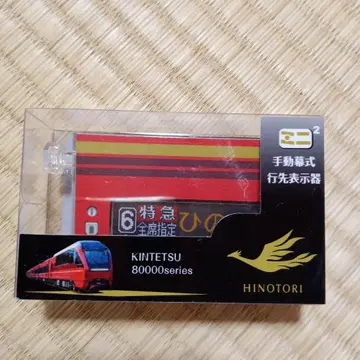 ミニ2
手動幕式
行先表示器
6 特急 全席指定 ひの
KINTETSU
80000series
HINOTORI